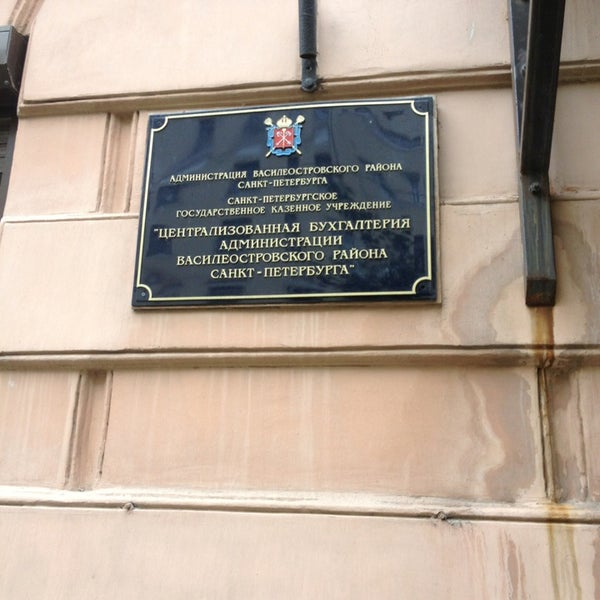 АДМИНИСТРАЦИЯ ВАСИЛЕОСТРОВСКОГО РАЙОНА
САНКТ-ПЕТЕРБУРГА
САНКТ-ПЕТЕРБУРГСКОЕ
ГОСУДАРСТВЕННОЕ КАЗЕННОЕ УЧРЕЖДЕНИЕ
"ЦЕНТРАЛИЗОВАННАЯ БУХГАЛТЕРИЯ
АДМИНИСТРАЦИИ
ВАСИЛЕОСТРОВСКОГО РАЙОНА
САНКТ-ПЕТЕРБУРГА"